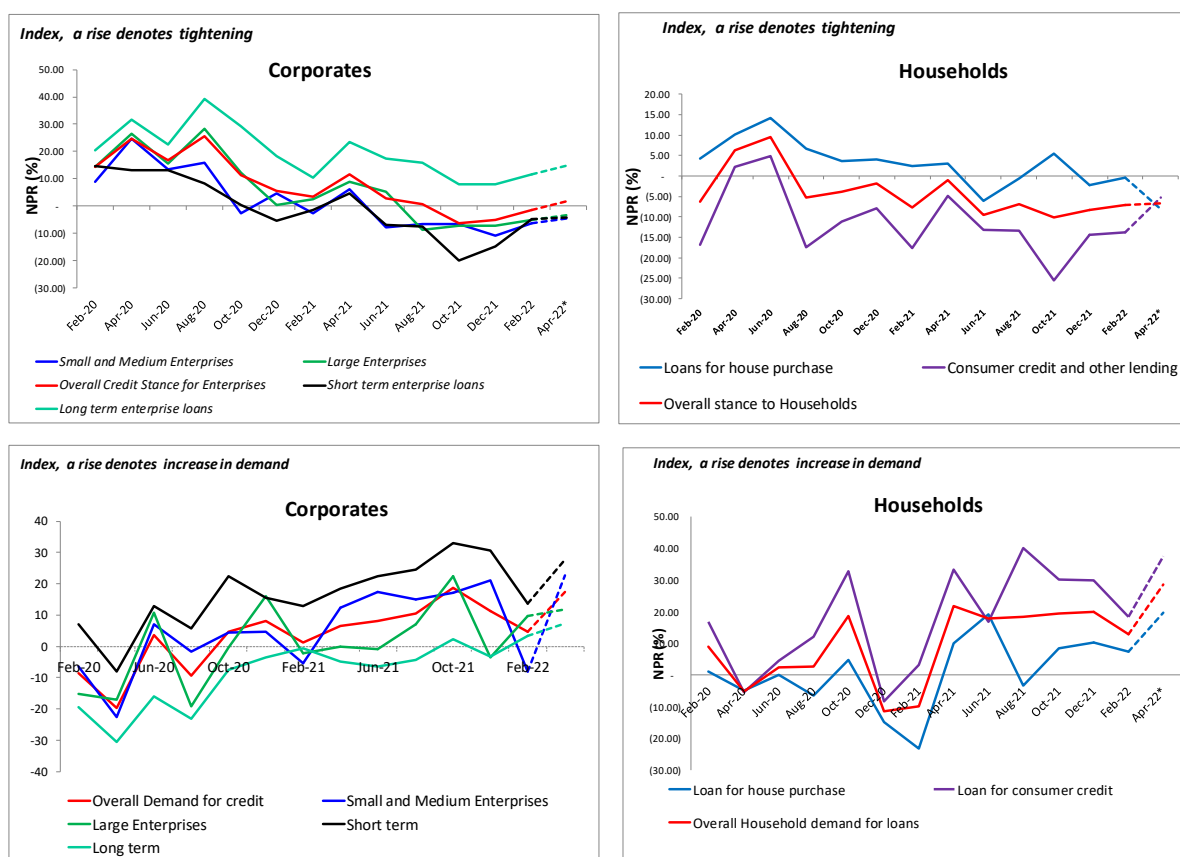 Index, a rise denotes tightening
Corporates
NPR (%)
50.00
40.00
30.00
20.00
10.00
-
(10.00)
(20.00)
(30.00)
Feb-20
Apr-20
Jun-20
Aug-20
Oct-20
Dec-20
Feb-21
Apr-21
Jun-21
Aug-21
Oct-21
Dec-21
Feb-22
Apr-22*
Small and Medium Enterprises
Large Enterprises
Overall Credit Stance for Enterprises
Short term enterprise loans
Long term enterprise loans
Index, a rise denotes tightening
Households
NPR (%)
20.00
15.00
10.00
5.00
-
(5.00)
(10.00)
(15.00)
(20.00)
(25.00)
(30.00)
Feb-20
Apr-20
Jun-20
Aug-20
Oct-20
Dec-20
Feb-21
Apr-21
Jun-21
Aug-21
Oct-21
Dec-21
Feb-22
Apr-22*
Loans for house purchase
Consumer credit and other lending
Overall stance to Households
Index, a rise denotes increase in demand
Corporates
40
30
20
10
0
-10
-20
-30
-40
Feb-20
Jun-20
Oct-20
Feb-21
Jun-21
Oct-21
Feb-22
Overall Demand for credit
Small and Medium Enterprises
Large Enterprises
Short term
Long term
Index, a rise denotes increase in demand
Households
NPR (%)
50.00
40.00
30.00
20.00
10.00
-
(10.00)
(20.00)
(30.00)
Feb-20
Apr-20
Jun-20
Aug-20
Oct-20
Dec-20
Feb-21
Apr-21
Jun-21
Aug-21
Oct-21
Dec-21
Feb-22
Apr-22*
Loan for house purchase
Loan for consumer credit
Overall Household demand for loans